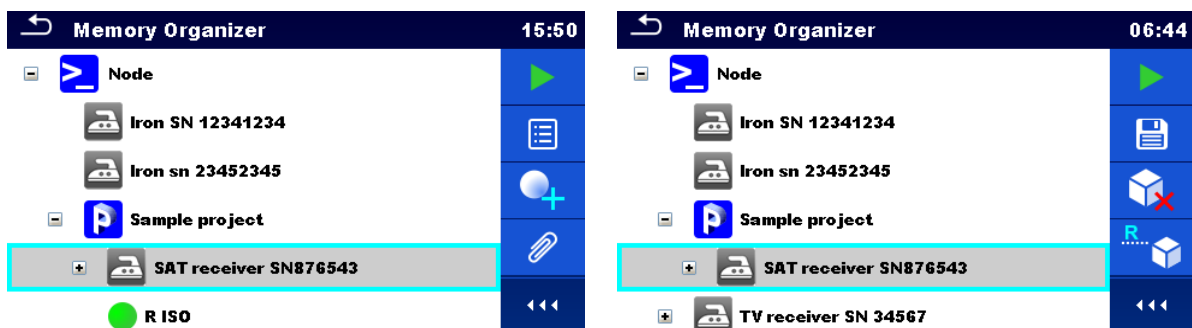 Memory Organizer 15:50
>_ Node
Iron SN 12341234
Iron sn 23452345
P Sample project
SAT receiver SN876543
R ISO
Memory Organizer 06:44
>_ Node
Iron SN 12341234
Iron sn 23452345
P Sample project
R
SAT receiver SN876543
TV receiver SN 34567